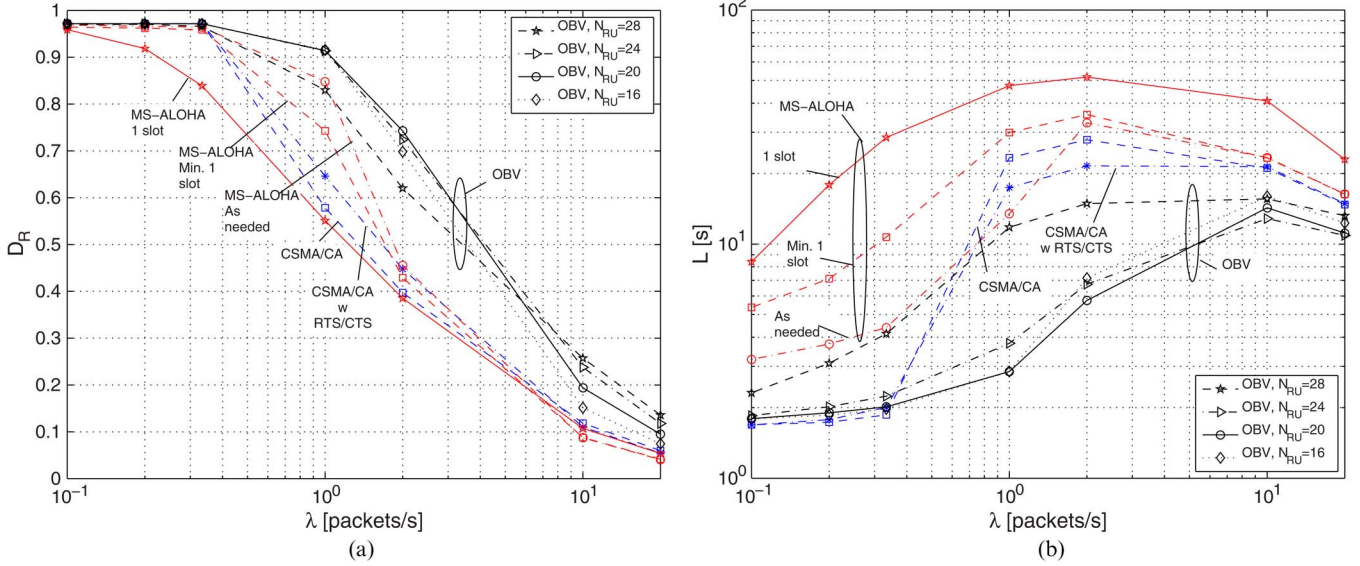 1
0.9
0.8
0.7
0.6
0.5
0.4
0.3
0.2
0.1
0
D_R
10^-1
10^0
10^1
λ [packets/s]
OBV, N_RU=28
OBV, N_RU=24
OBV, N_RU=20
OBV, N_RU=16
MS-ALOHA
1 slot
MS-ALOHA
Min. 1
slot
MS-ALOHA
As
needed
CSMA/CA
CSMA/CA
w
RTS/CTS
OBV
(a)
10^2
10^1
10^0
L [s]
10^-1
10^0
10^1
λ [packets/s]
MS-ALOHA
1 slot
Min. 1
slot
As
needed
CSMA/CA
CSMA/CA
w RTS/CTS
OBV
OBV, N_RU=28
OBV, N_RU=24
OBV, N_RU=20
OBV, N_RU=16
(b)